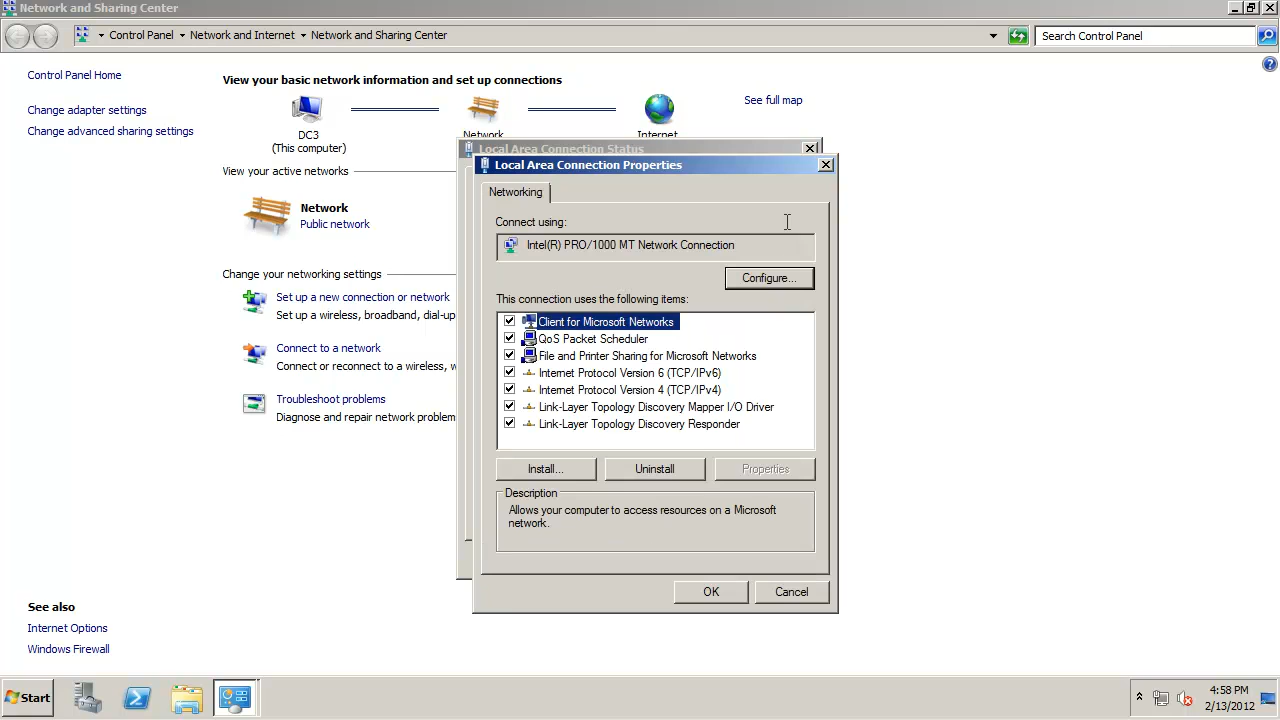 Network and Sharing Center
Control Panel
Network and Internet
Network and Sharing Center
Search Control Panel
Control Panel Home
Change adapter settings
Change advanced sharing settings
View your basic network information and set up connections
See full map
DC3
(This computer)
Network
Internet
View your active networks
Network
Public network
Change your networking settings
Set up a new connection or network
Set up a wireless, broadband, dial-up
Connect to a network
Connect or reconnect to a wireless, w
Troubleshoot problems
Diagnose and repair network problem
Local Area Connection Status
Local Area Connection Properties
Networking
Connect using:
Intel(R) PRO/1000 MT Network Connection
Configure...
This connection uses the following items:
Client for Microsoft Networks
QoS Packet Scheduler
File and Printer Sharing for Microsoft Networks
Internet Protocol Version 6 (TCP/IPv6)
Internet Protocol Version 4 (TCP/IPv4)
Link-Layer Topology Discovery Mapper I/O Driver
Link-Layer Topology Discovery Responder
Install...
Uninstall
Properties
Description
Allows your computer to access resources on a Microsoft
network.
OK
Cancel
See also
Internet Options
Windows Firewall
Start
4:58 PM
2/13/2012